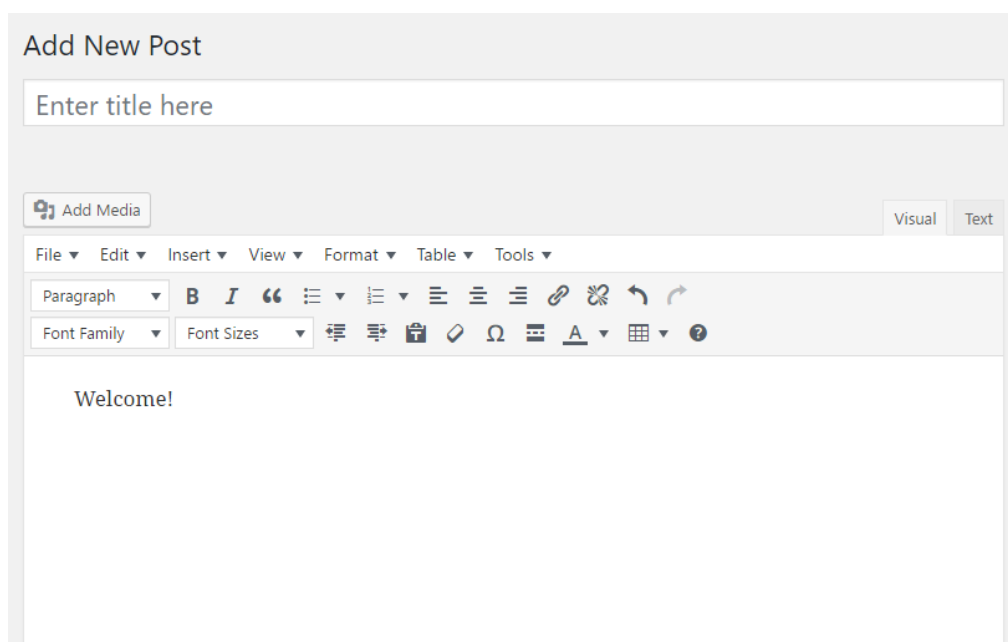 Add New Post
Enter title here
Add Media
Visual Text
File Edit Insert View Format Table Tools
Paragraph B I
Font Family Font Sizes Ω A
Welcome!